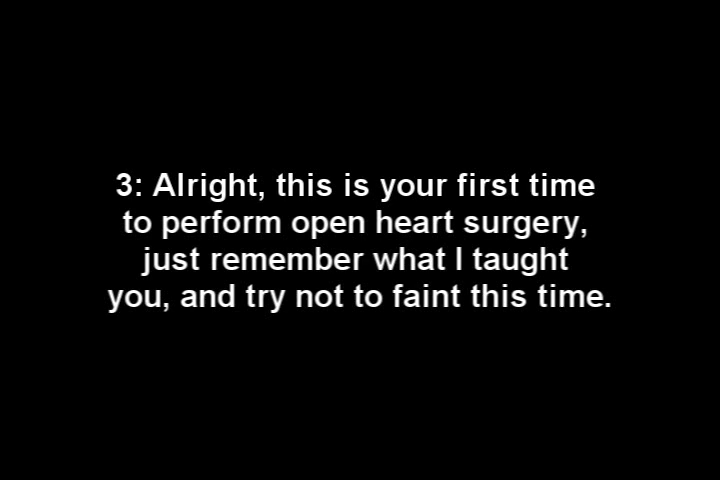 3: Alright, this is your first time
to perform open heart surgery,
just remember what I taught
you, and try not to faint this time.